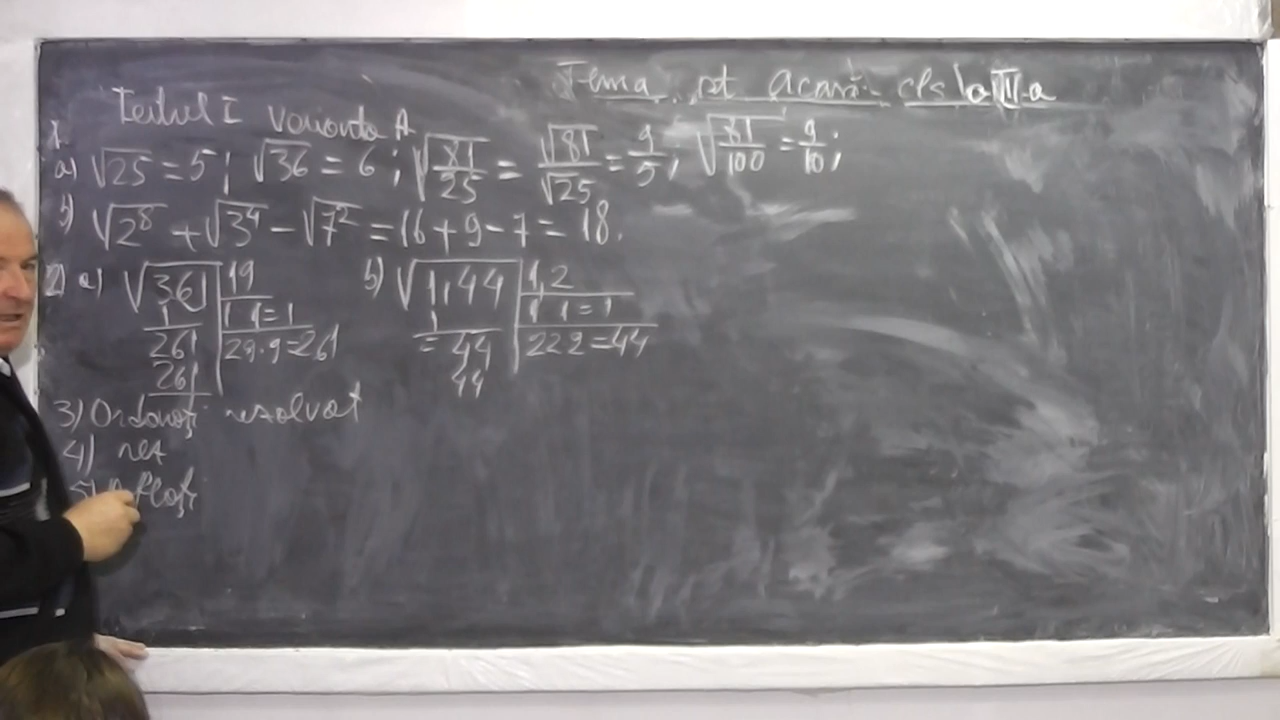 Tema pt acasă cls a VII-a
Testul I varianta A
1.
a) √25 = 5; √36 = 6; √(81/25) = √81/√25 = 9/5; √(81/100) = 9/10;
b) √2⁸ + √3⁴ - √7² = 16 + 9 - 7 = 18.
2) a) √361 | 19 b) √1,44 | 1,2
1 | 1 1 = 1 1 | 1 1 = 1
261 | 29·9 = 261 = 44 | 22 2 = 44
261 44
3) Ordonați rezolvat
4) rez
5) Aflați